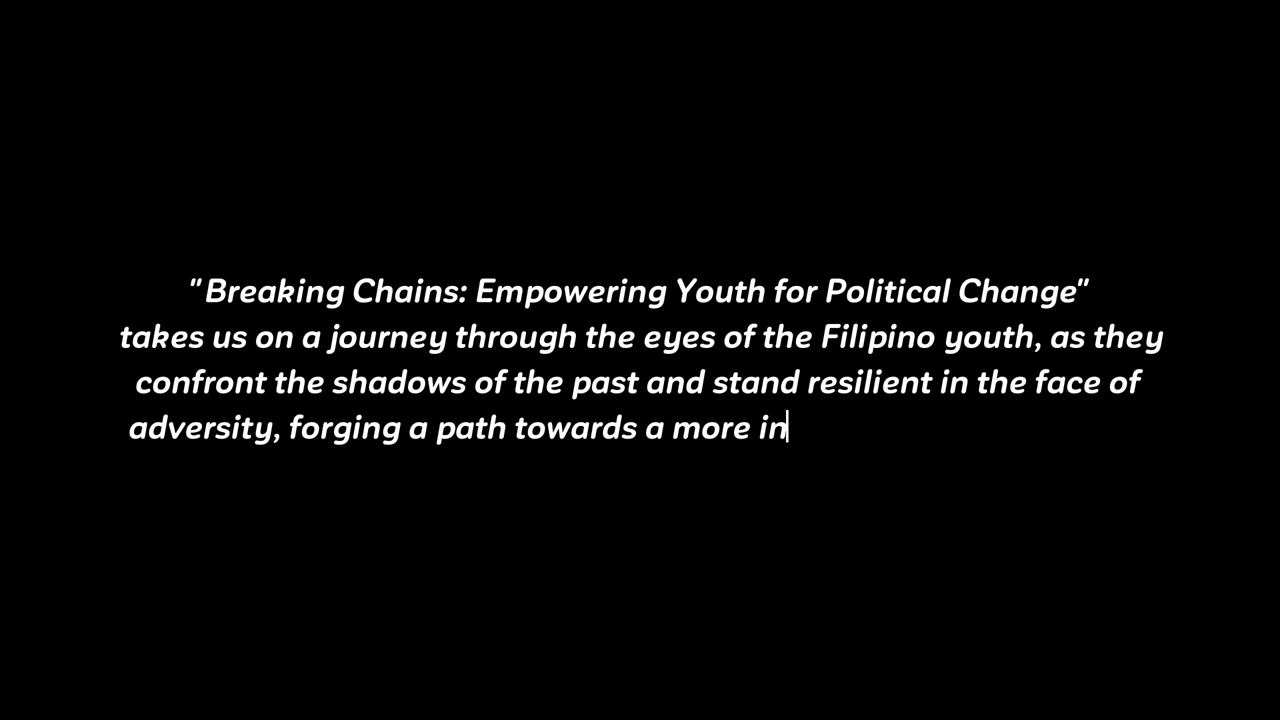 "Breaking Chains: Empowering Youth for Political Change"
takes us on a journey through the eyes of the Filipino youth, as they
confront the shadows of the past and stand resilient in the face of
adversity, forging a path towards a more in